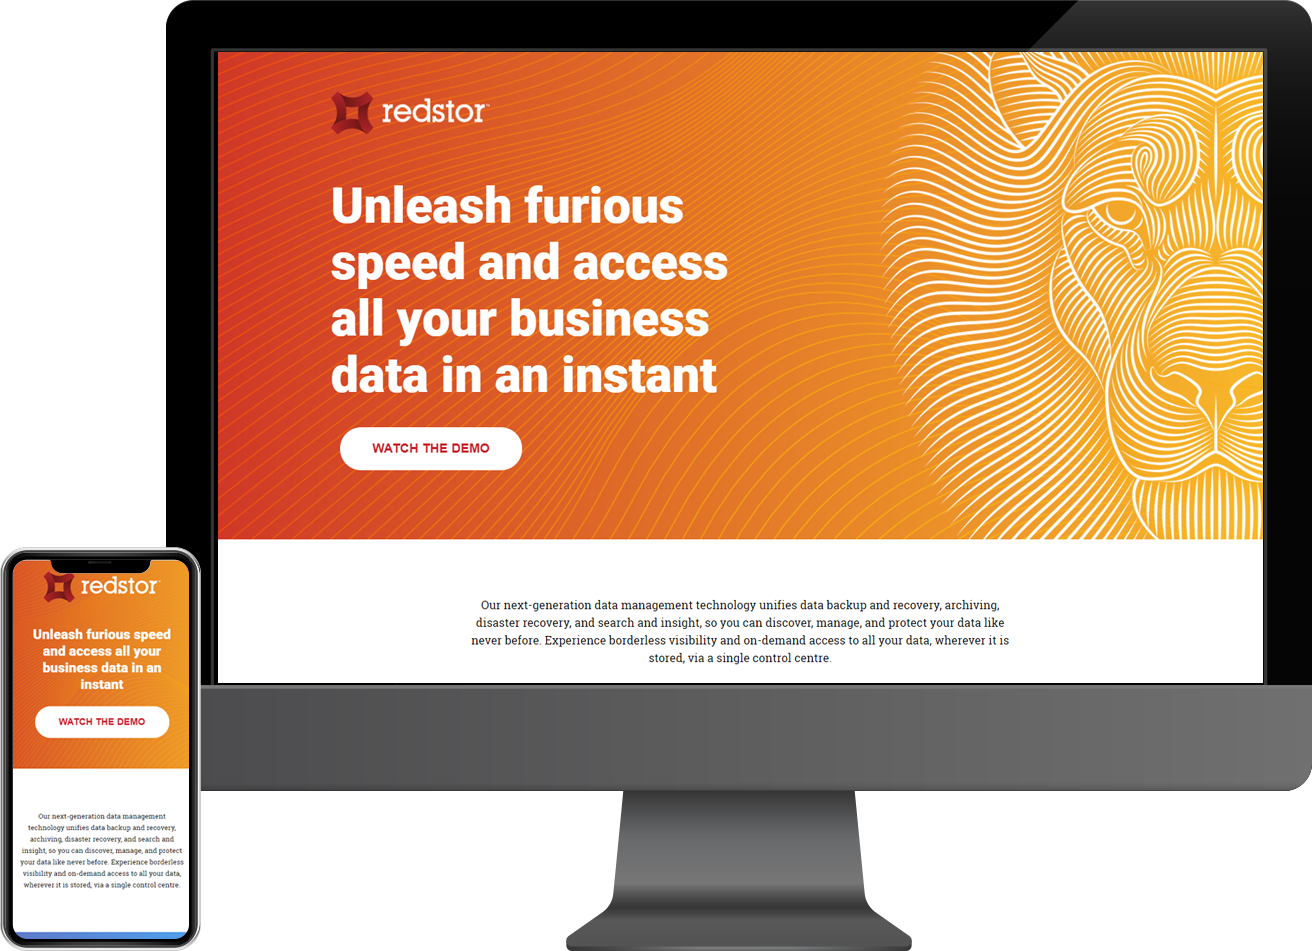 redstor™
Unleash furious
speed and access
all your business
data in an instant
WATCH THE DEMO
Our next-generation data management technology unifies data backup and recovery, archiving,
disaster recovery, and search and insight, so you can discover, manage, and protect your data like
never before. Experience borderless visibility and on-demand access to all your data, wherever it is
stored, via a single control centre.
redstor™
Unleash furious speed
and access all your
business data in an
instant
WATCH THE DEMO
Our next-generation data management
technology unifies data backup and recovery,
archiving, disaster recovery, and search and
insight, so you can discover, manage, and protect
your data like never before. Experience borderless
visibility and on-demand access to all your data,
wherever it is stored, via a single control centre.